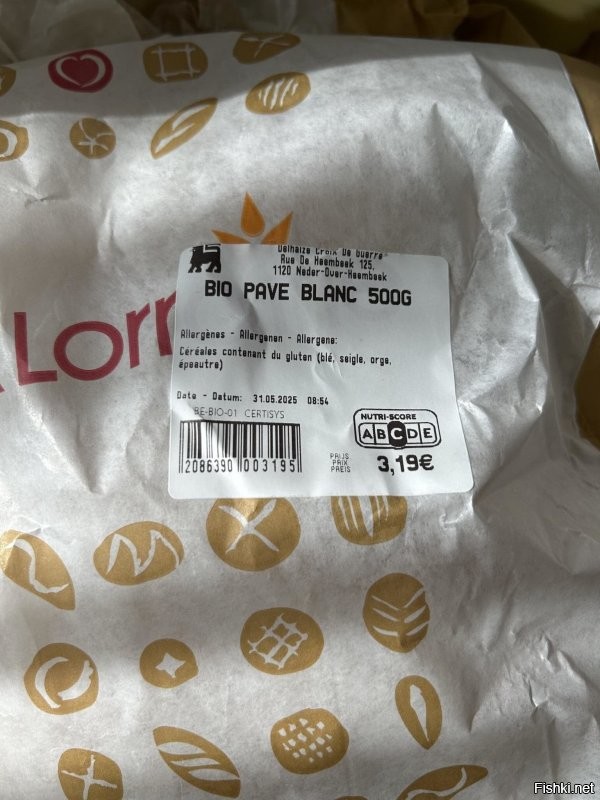 Delhaize Croix De Guerre
Rue De Heembeek 125,
1120 Neder-Over-Heembeek
BIO PAVE BLANC 500G
Lorr
Allergènes - Allergenen - Allergene:
Céréales contenant du gluten (blé, seigle, orge,
épeautre)
Date - Datum: 31.05.2025 08:54
BE-BIO-01 CERTISYS
NUTRI-SCORE
A B C D E
2086390 003195
PRIJS
PRIX
PREIS
3,19€
Fishki.net